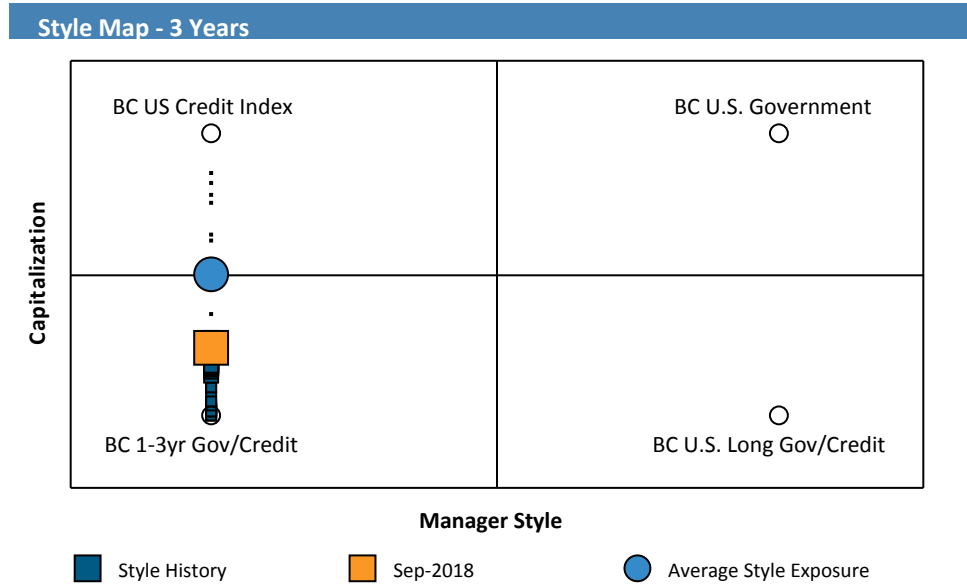 Style Map - 3 Years
BC US Credit Index
BC U.S. Government
Capitalization
BC 1-3yr Gov/Credit
BC U.S. Long Gov/Credit
Manager Style
Style History
Sep-2018
Average Style Exposure